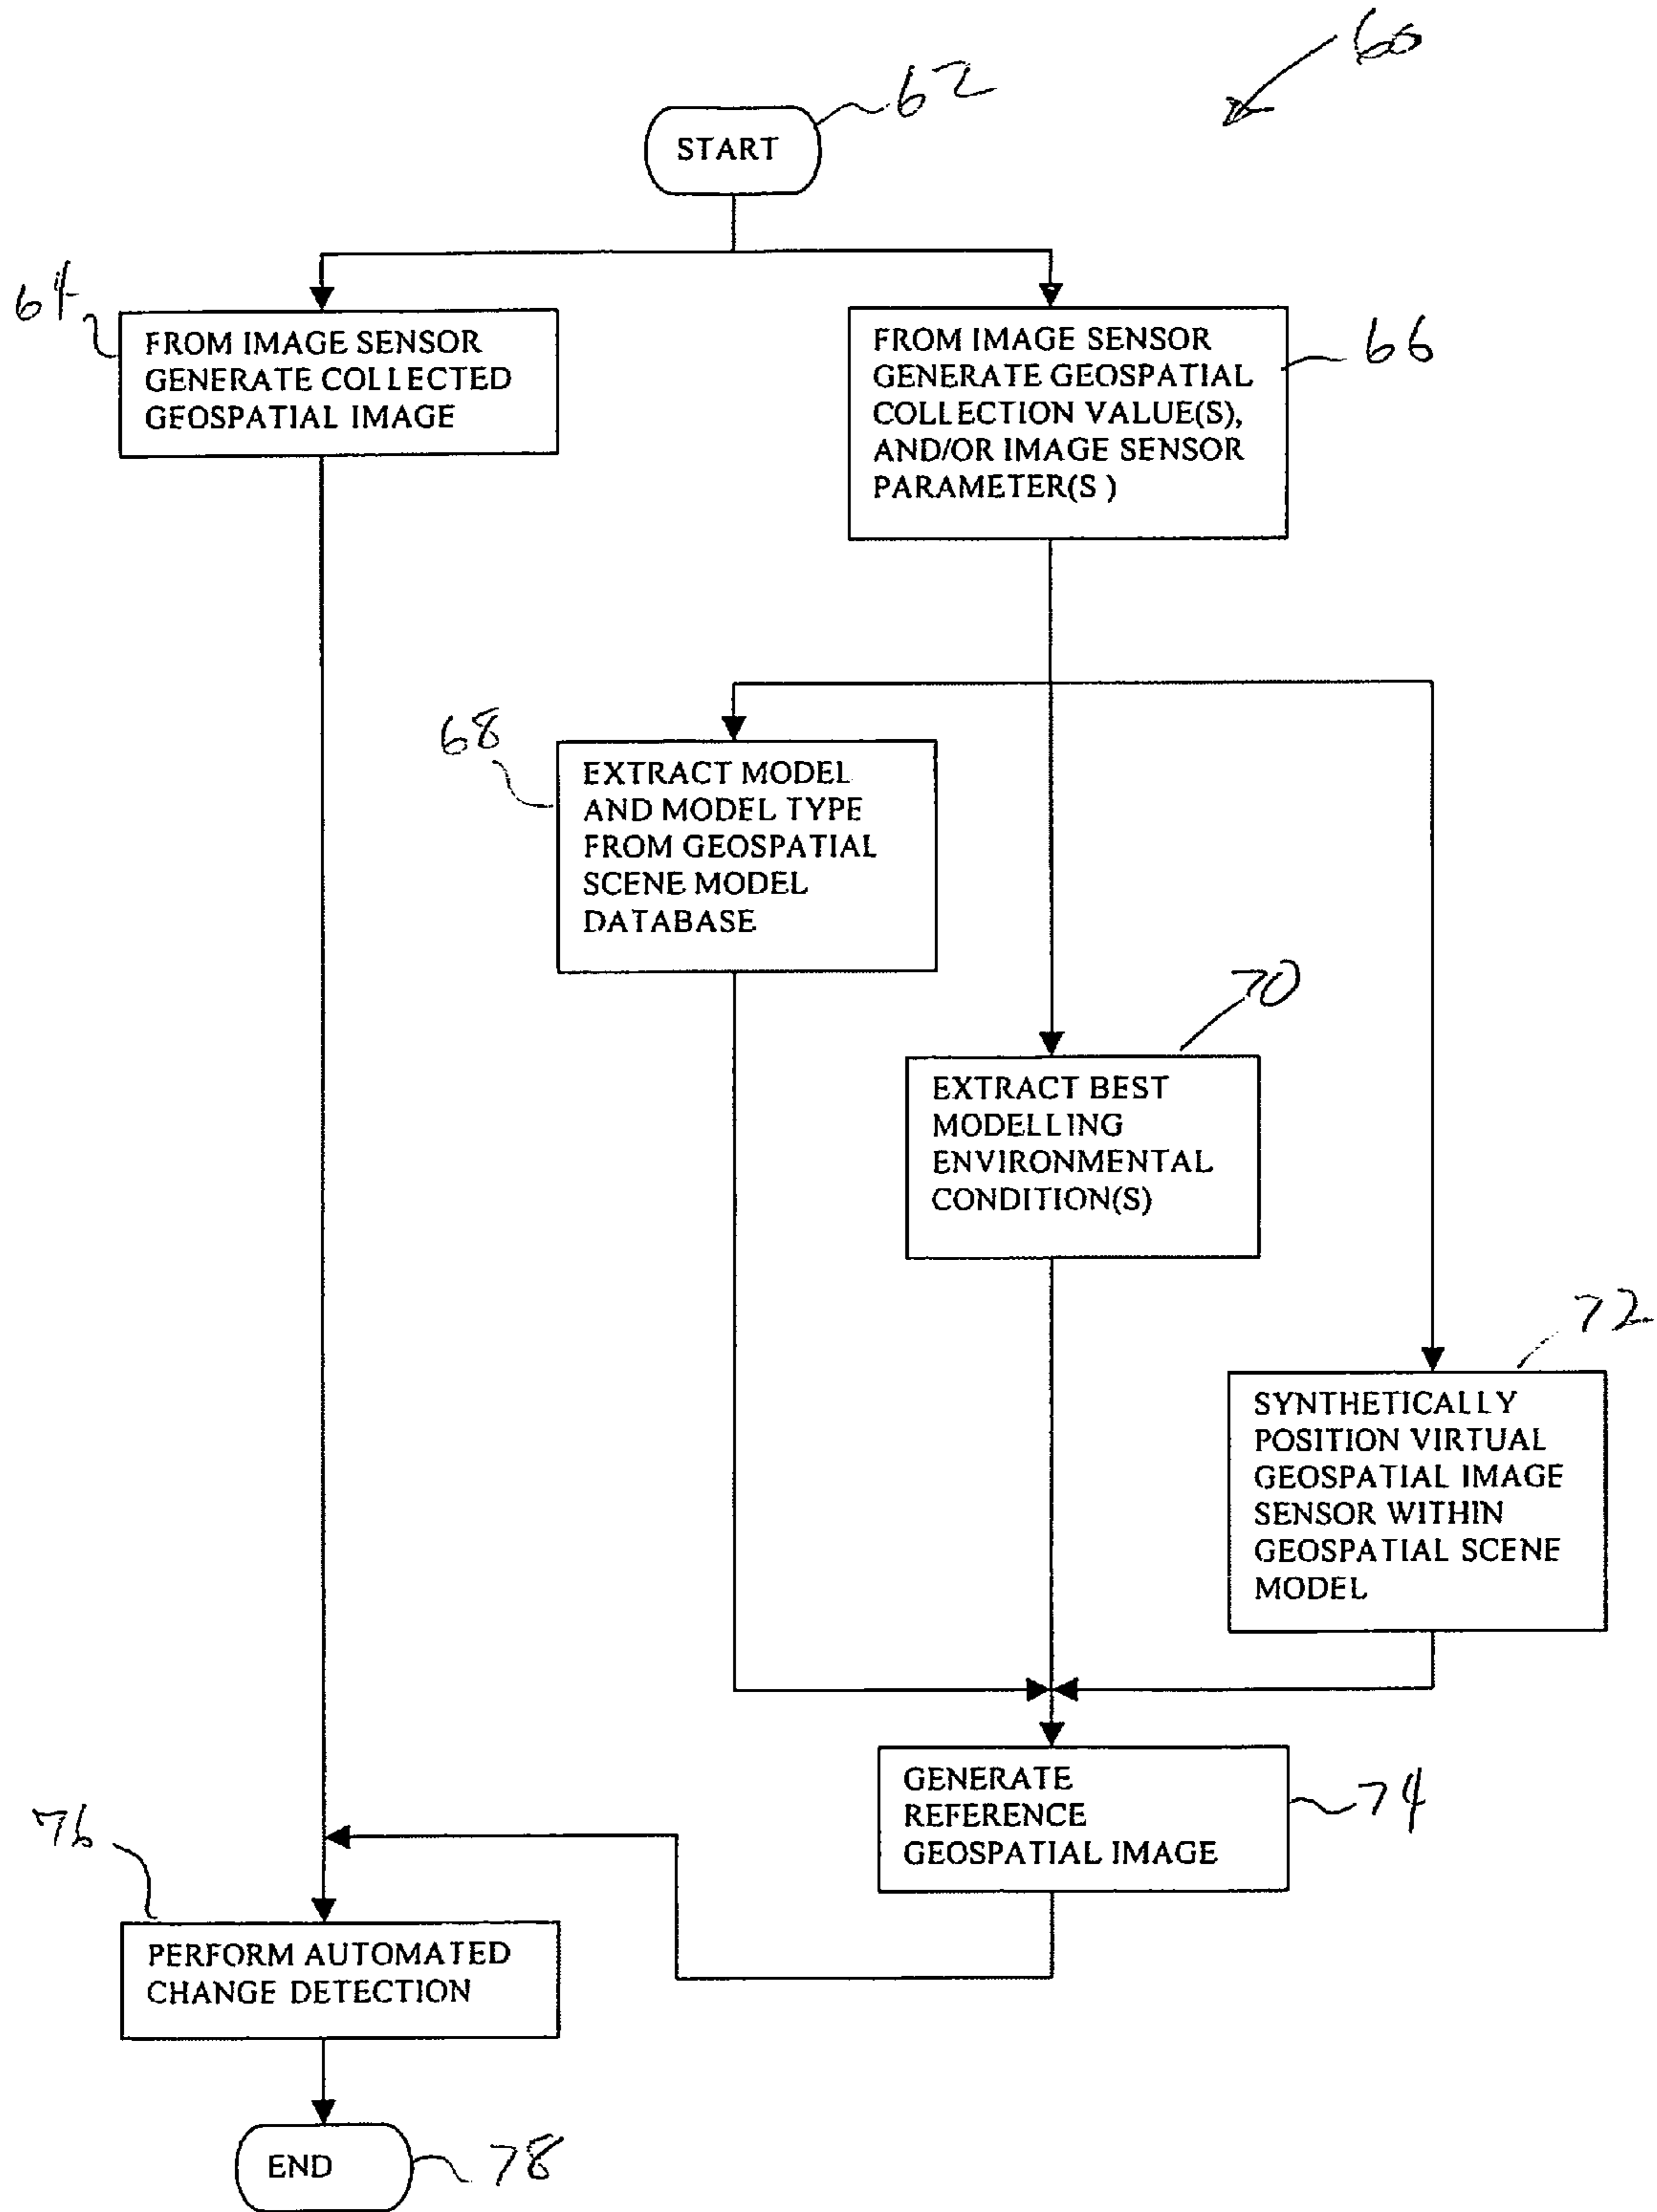 60
62
START
64
FROM IMAGE SENSOR
GENERATE COLLECTED
GEOSPATIAL IMAGE
FROM IMAGE SENSOR
GENERATE GEOSPATIAL
COLLECTION VALUE(S),
AND/OR IMAGE SENSOR
PARAMETER(S )
66
68
EXTRACT MODEL
AND MODEL TYPE
FROM GEOSPATIAL
SCENE MODEL
DATABASE
70
EXTRACT BEST
MODELLING
ENVIRONMENTAL
CONDITION(S)
72
SYNTHETICALLY
POSITION VIRTUAL
GEOSPATIAL IMAGE
SENSOR WITHIN
GEOSPATIAL SCENE
MODEL
GENERATE
REFERENCE
GEOSPATIAL IMAGE
74
76
PERFORM AUTOMATED
CHANGE DETECTION
END
78